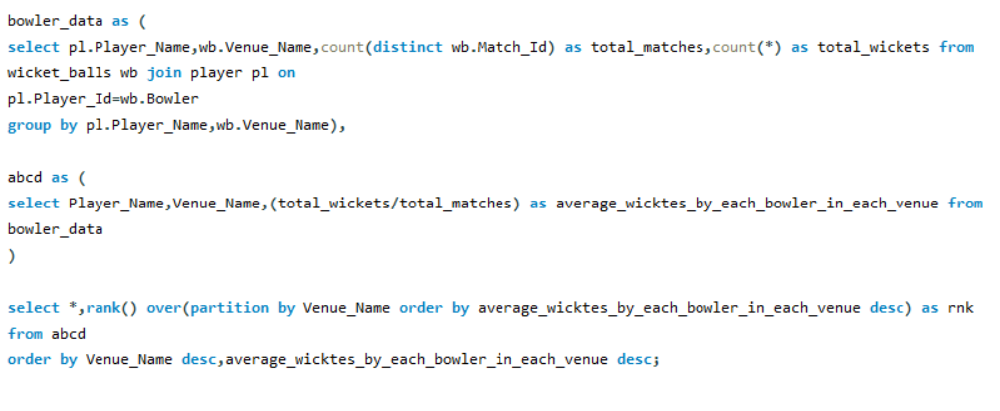 bowler_data as (
select pl.Player_Name,wb.Venue_Name,count(distinct wb.Match_Id) as total_matches,count(*) as total_wickets from
wicket_balls wb join player pl on
pl.Player_Id=wb.Bowler
group by pl.Player_Name,wb.Venue_Name),
abcd as (
select Player_Name,Venue_Name,(total_wickets/total_matches) as average_wicktes_by_each_bowler_in_each_venue from
bowler_data
)
select *,rank() over(partition by Venue_Name order by average_wicktes_by_each_bowler_in_each_venue desc) as rnk
from abcd
order by Venue_Name desc,average_wicktes_by_each_bowler_in_each_venue desc;